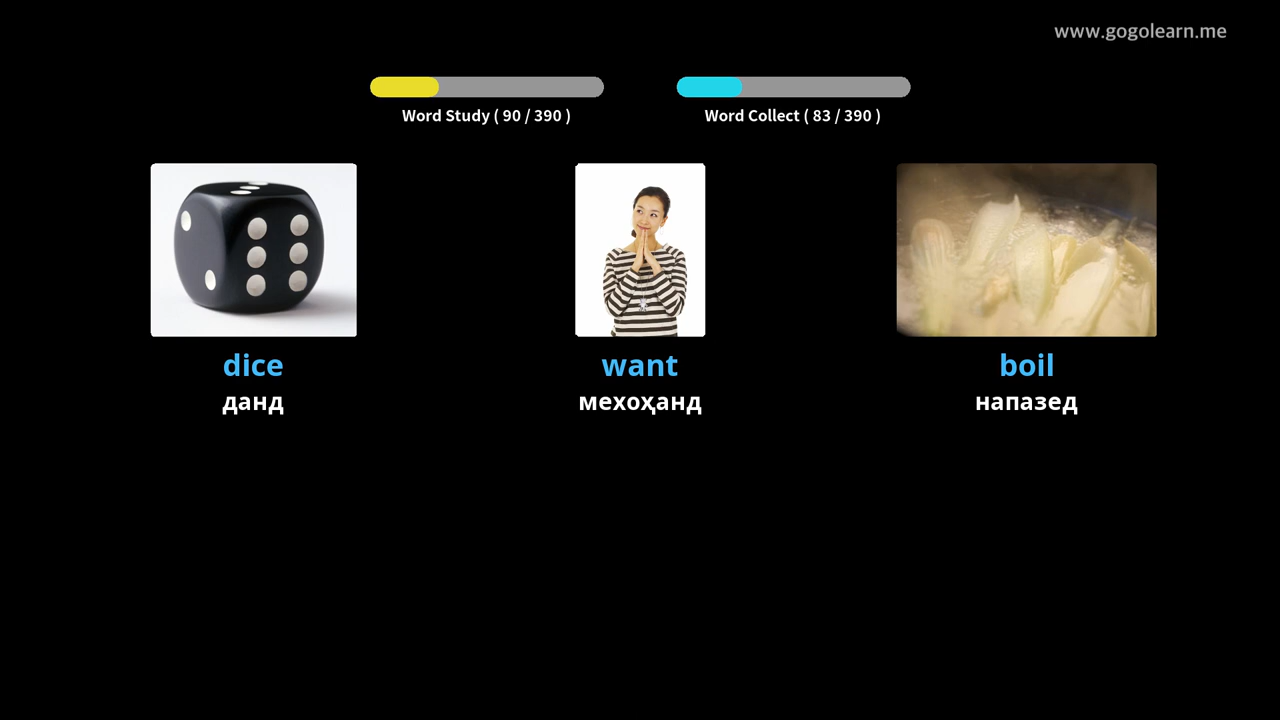 www.gogolearn.me
Word Study ( 90 / 390 )
Word Collect ( 83 / 390 )
dice
данд
want
мехоҳанд
boil
напазед